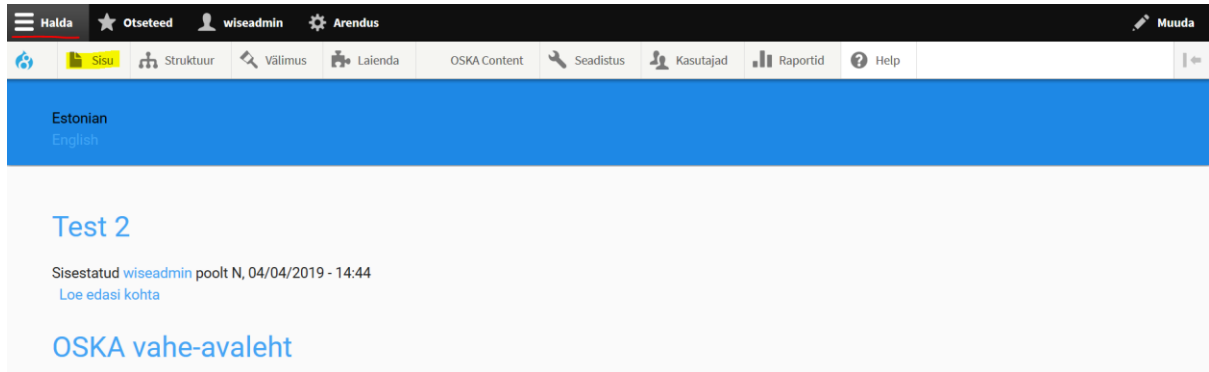 Halda Otseteed wiseadmin Arendus Muuda
Sisu Struktuur Välimus Laienda OSKA Content Seadistus Kasutajad Raportid Help
Estonian
English
Test 2
Sisestatud wiseadmin poolt N, 04/04/2019 - 14:44
Loe edasi kohta
OSKA vahe-avaleht